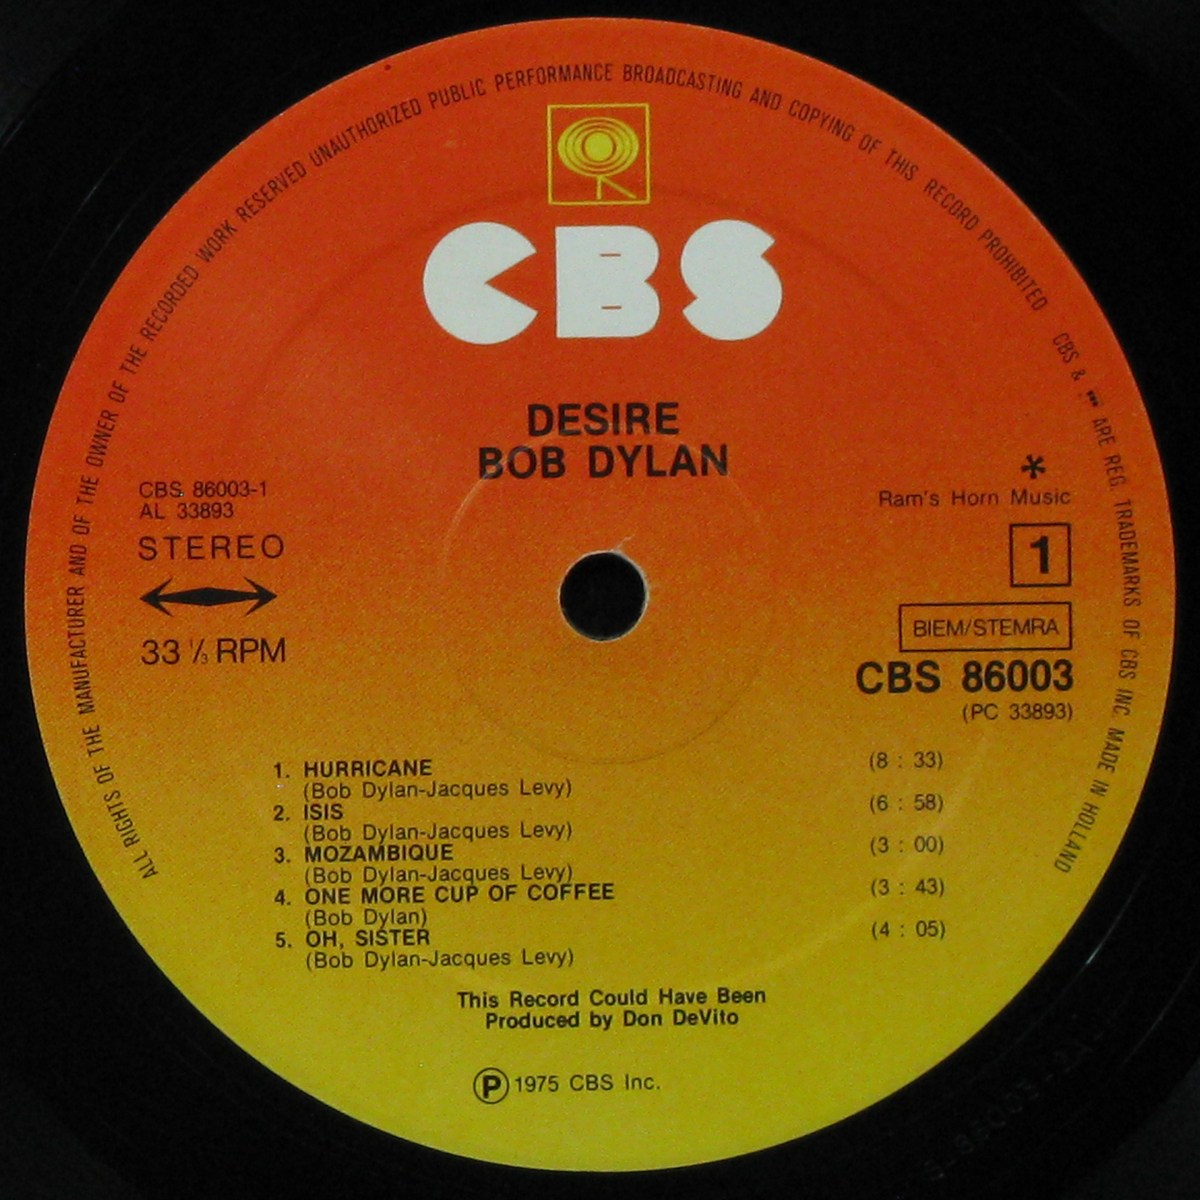 ALL RIGHTS OF THE MANUFACTURER AND OF THE OWNER OF THE RECORDED WORK RESERVED UNAUTHORIZED PUBLIC PERFORMANCE BROADCASTING AND COPYING OF THIS RECORD PROHIBITED CBS & ARE REG. TRADEMARKS OF CBS INC. MADE IN HOLLAND
CBS
DESIRE
BOB DYLAN
CBS 86003-1
AL 33893
STEREO
33 1/3 RPM
*
Ram's Horn Music
1
BIEM/STEMRA
CBS 86003
(PC 33893)
1. HURRICANE (8 : 33)
(Bob Dylan-Jacques Levy)
2. ISIS (6 : 58)
(Bob Dylan-Jacques Levy)
3. MOZAMBIQUE (3 : 00)
(Bob Dylan-Jacques Levy)
4. ONE MORE CUP OF COFFEE (3 : 43)
(Bob Dylan)
5. OH, SISTER (4 : 05)
(Bob Dylan-Jacques Levy)
This Record Could Have Been
Produced by Don DeVito
Ⓟ 1975 CBS Inc.